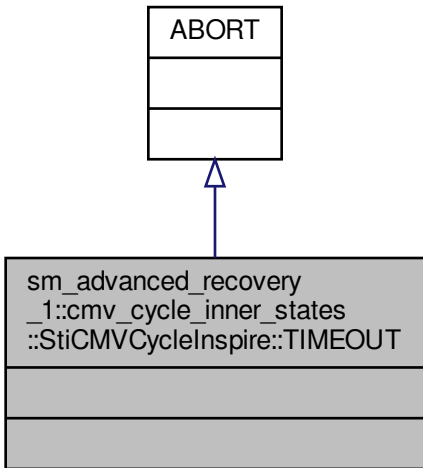 ABORT
sm_advanced_recovery
_1::cmv_cycle_inner_states
::StiCMVCycleInspire::TIMEOUT